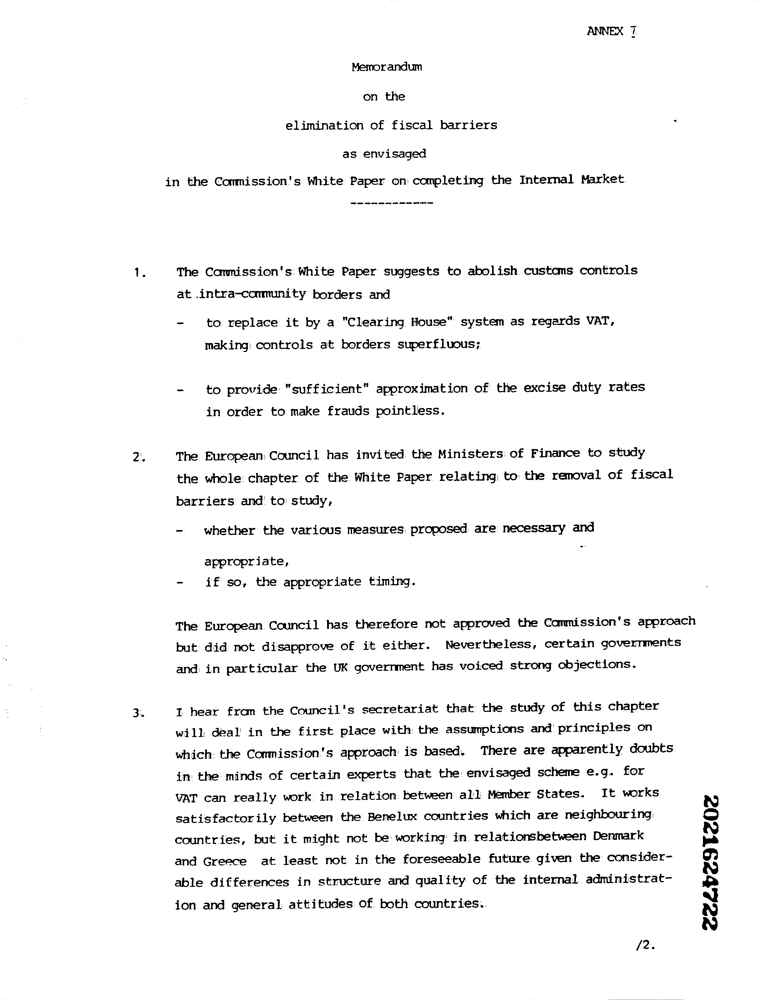 ANNEX 7
Memorandum
on the
elimination of fiscal barriers
as envisaged
in the Commission's White Paper on completing the Internal Market
------------
1. The Commission's White Paper suggests to abolish customs controls
at intra-community borders and
- to replace it by a "Clearing House" system as regards VAT,
making controls at borders superfluous;
- to provide "sufficient" approximation of the excise duty rates
in order to make frauds pointless.
2. The European Council has invited the Ministers of Finance to study
the whole chapter of the White Paper relating to the removal of fiscal
barriers and to study,
- whether the various measures proposed are necessary and
appropriate,
- if so, the appropriate timing.
The European Council has therefore not approved the Commission's approach
but did not disapprove of it either. Nevertheless, certain governments
and in particular the UK government has voiced strong objections.
3. I hear from the Council's secretariat that the study of this chapter
will deal in the first place with the assumptions and principles on
which the Commission's approach is based. There are apparently doubts
in the minds of certain experts that the envisaged scheme e.g. for
VAT can really work in relation between all Member States. It works
satisfactorily between the Benelux countries which are neighbouring
countries, but it might not be working in relationsbetween Denmark
and Greece at least not in the foreseeable future given the consider-
able differences in structure and quality of the internal administrat-
ion and general attitudes of both countries.
/2.
2021624722